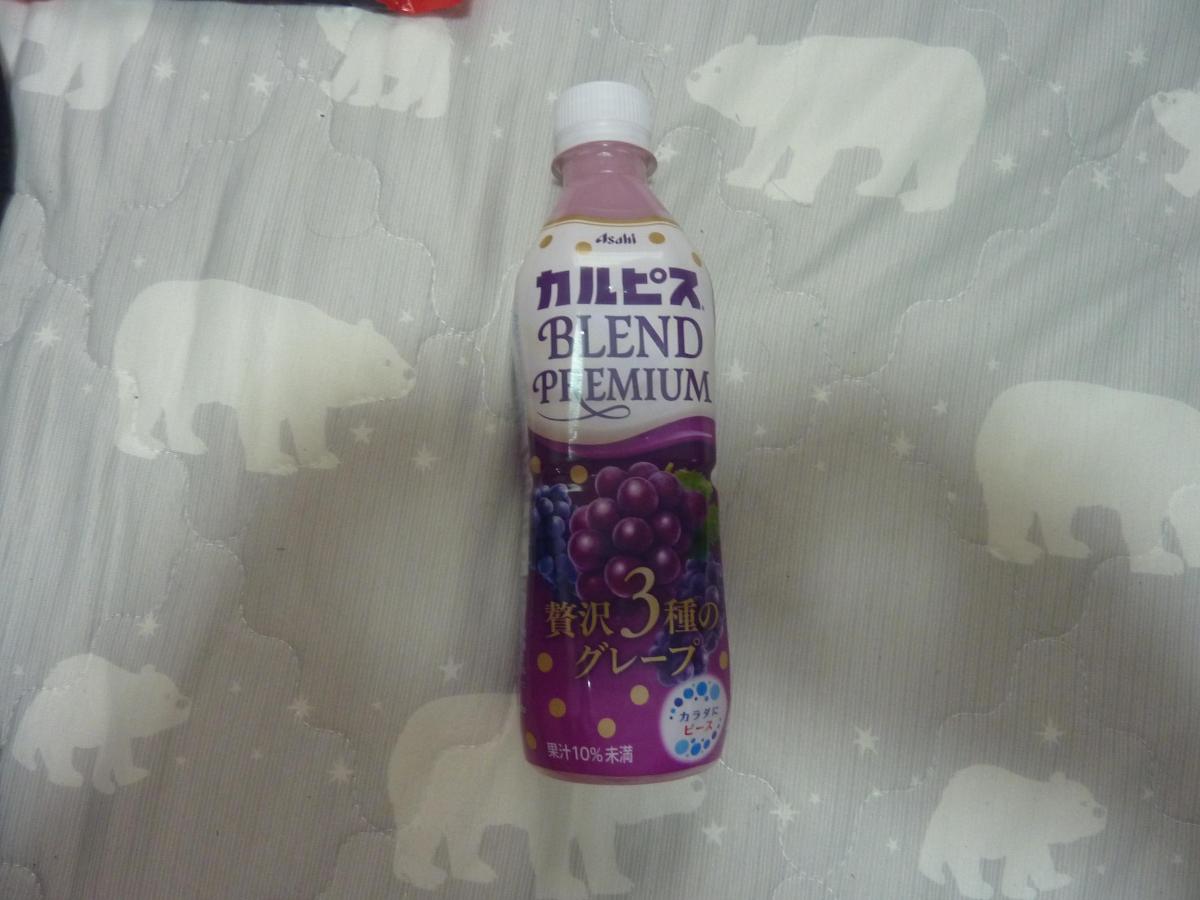 Asahi
カルピス
BLEND
PREMIUM
贅沢3種の
グレープ
カラダに
ピース
果汁10%未満